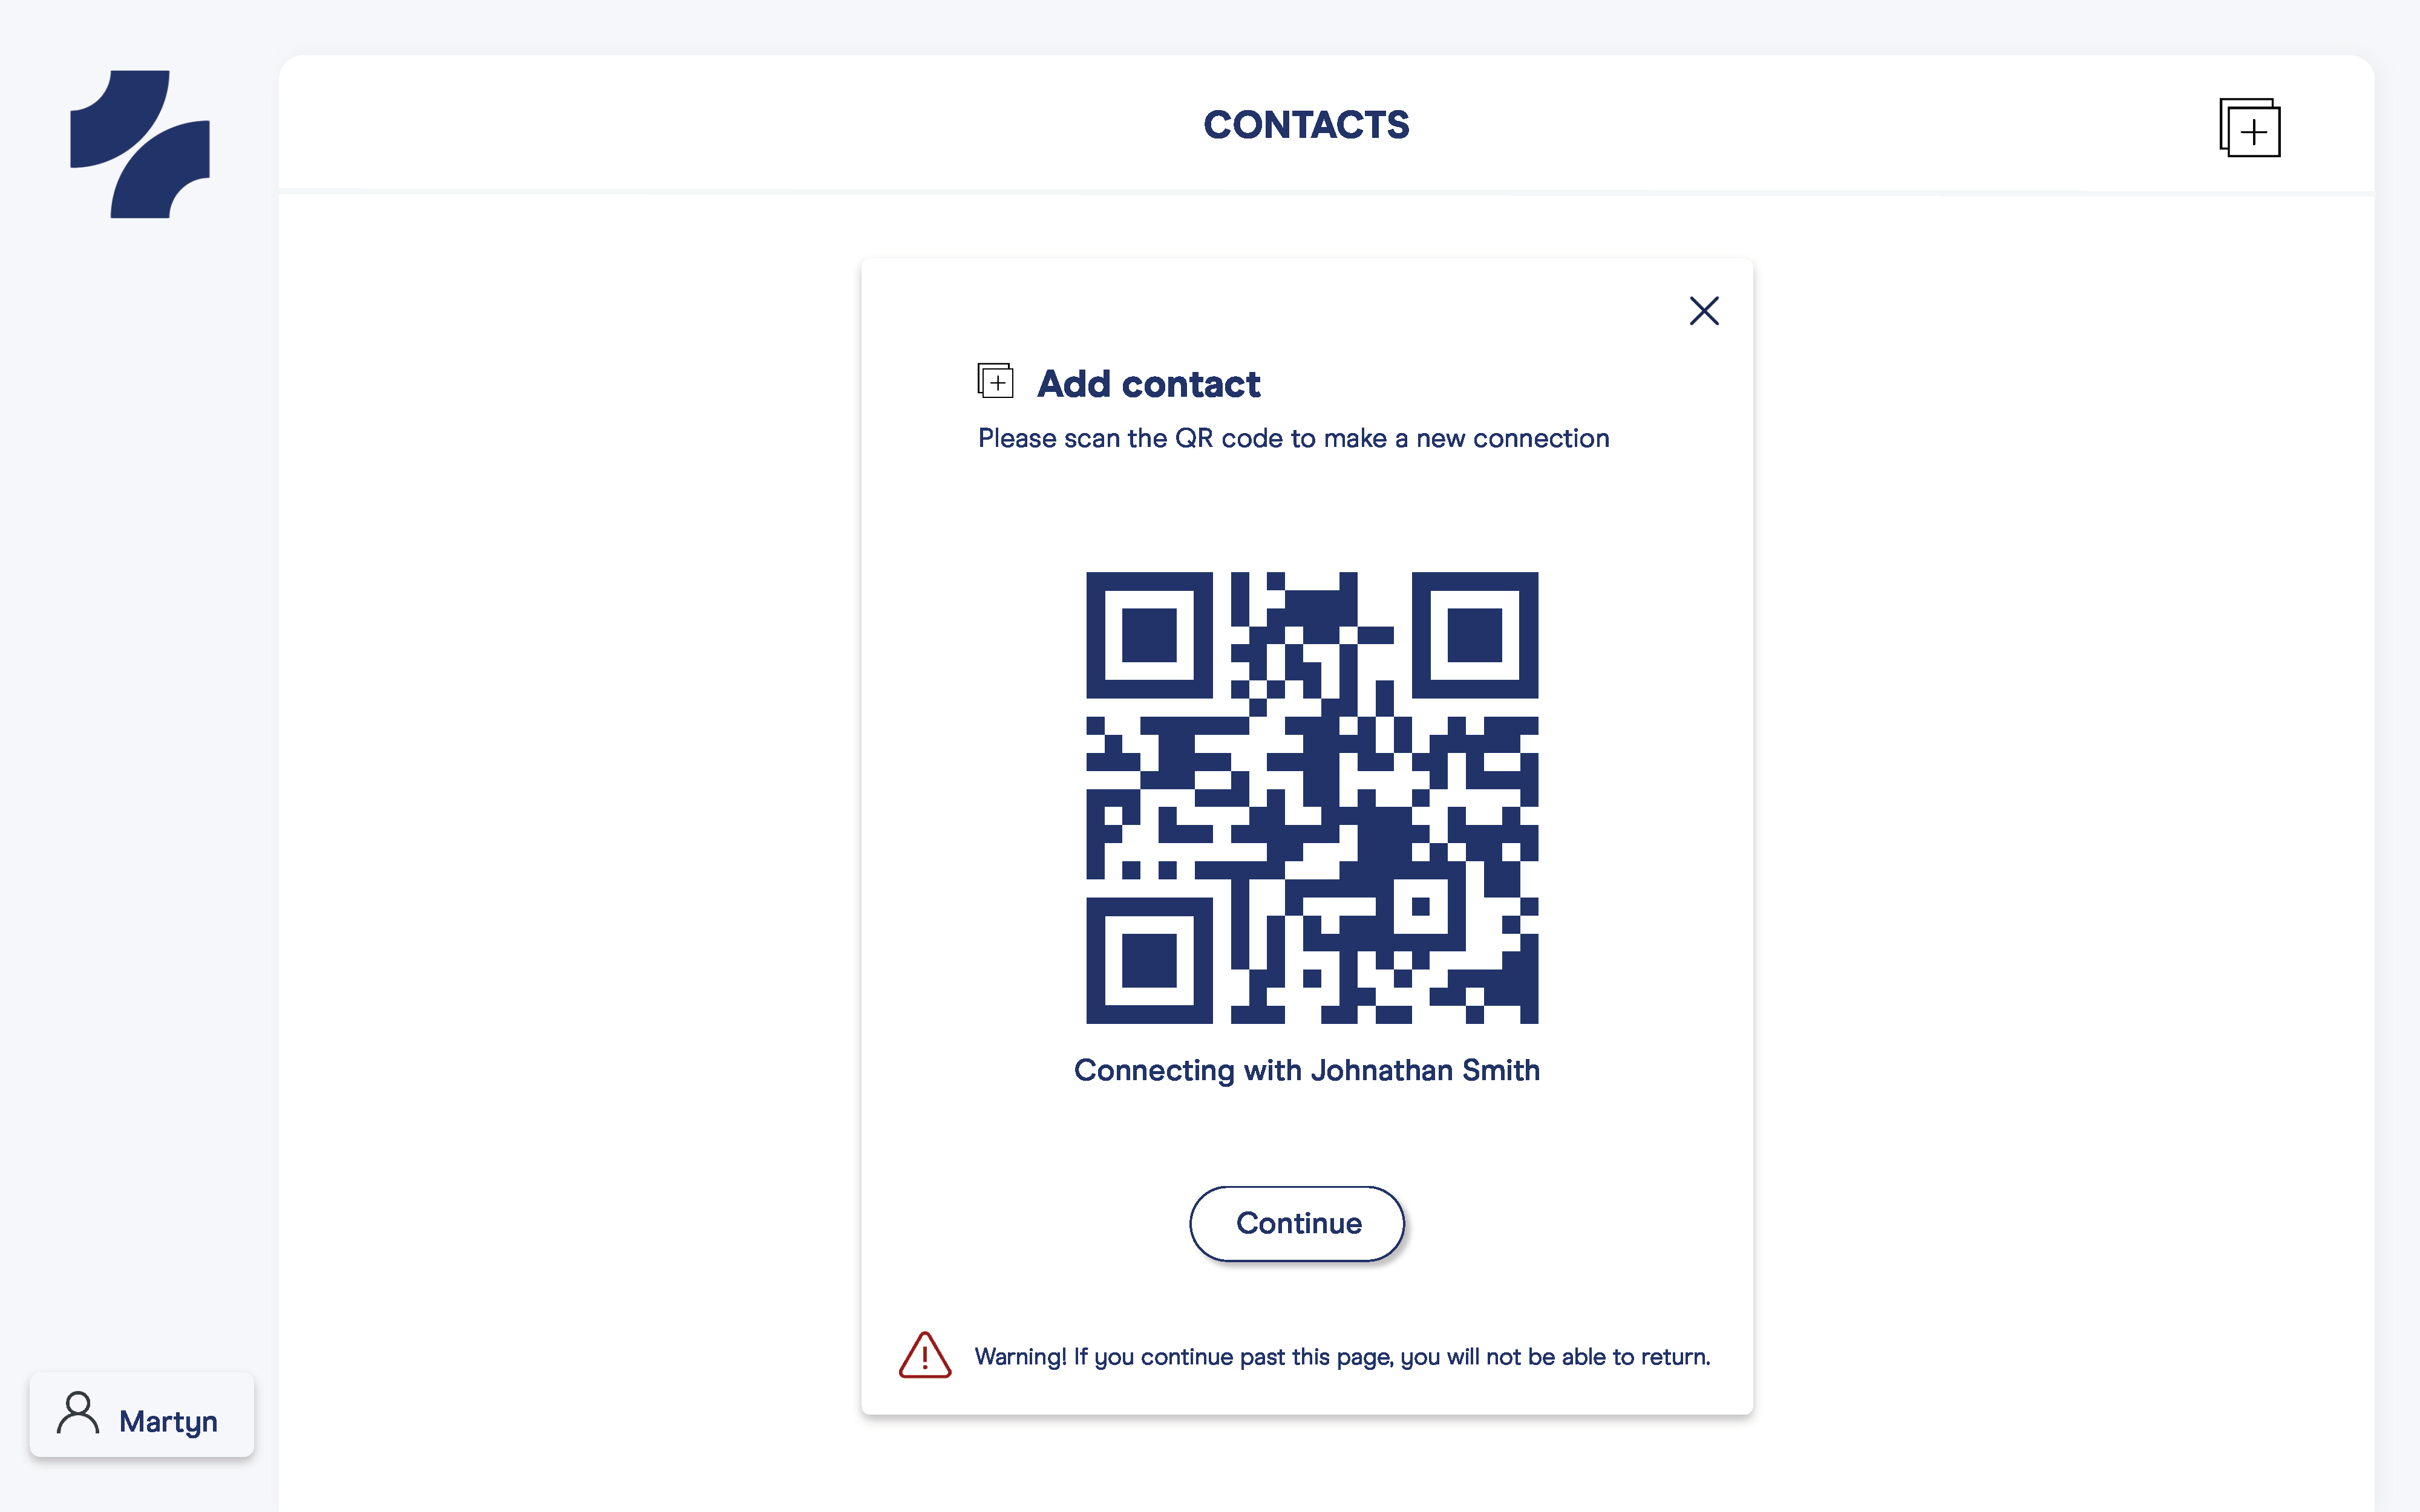 CONTACTS
Add contact
Please scan the QR code to make a new connection
Connecting with Johnathan Smith
Continue
Warning! If you continue past this page, you will not be able to return.
Martyn